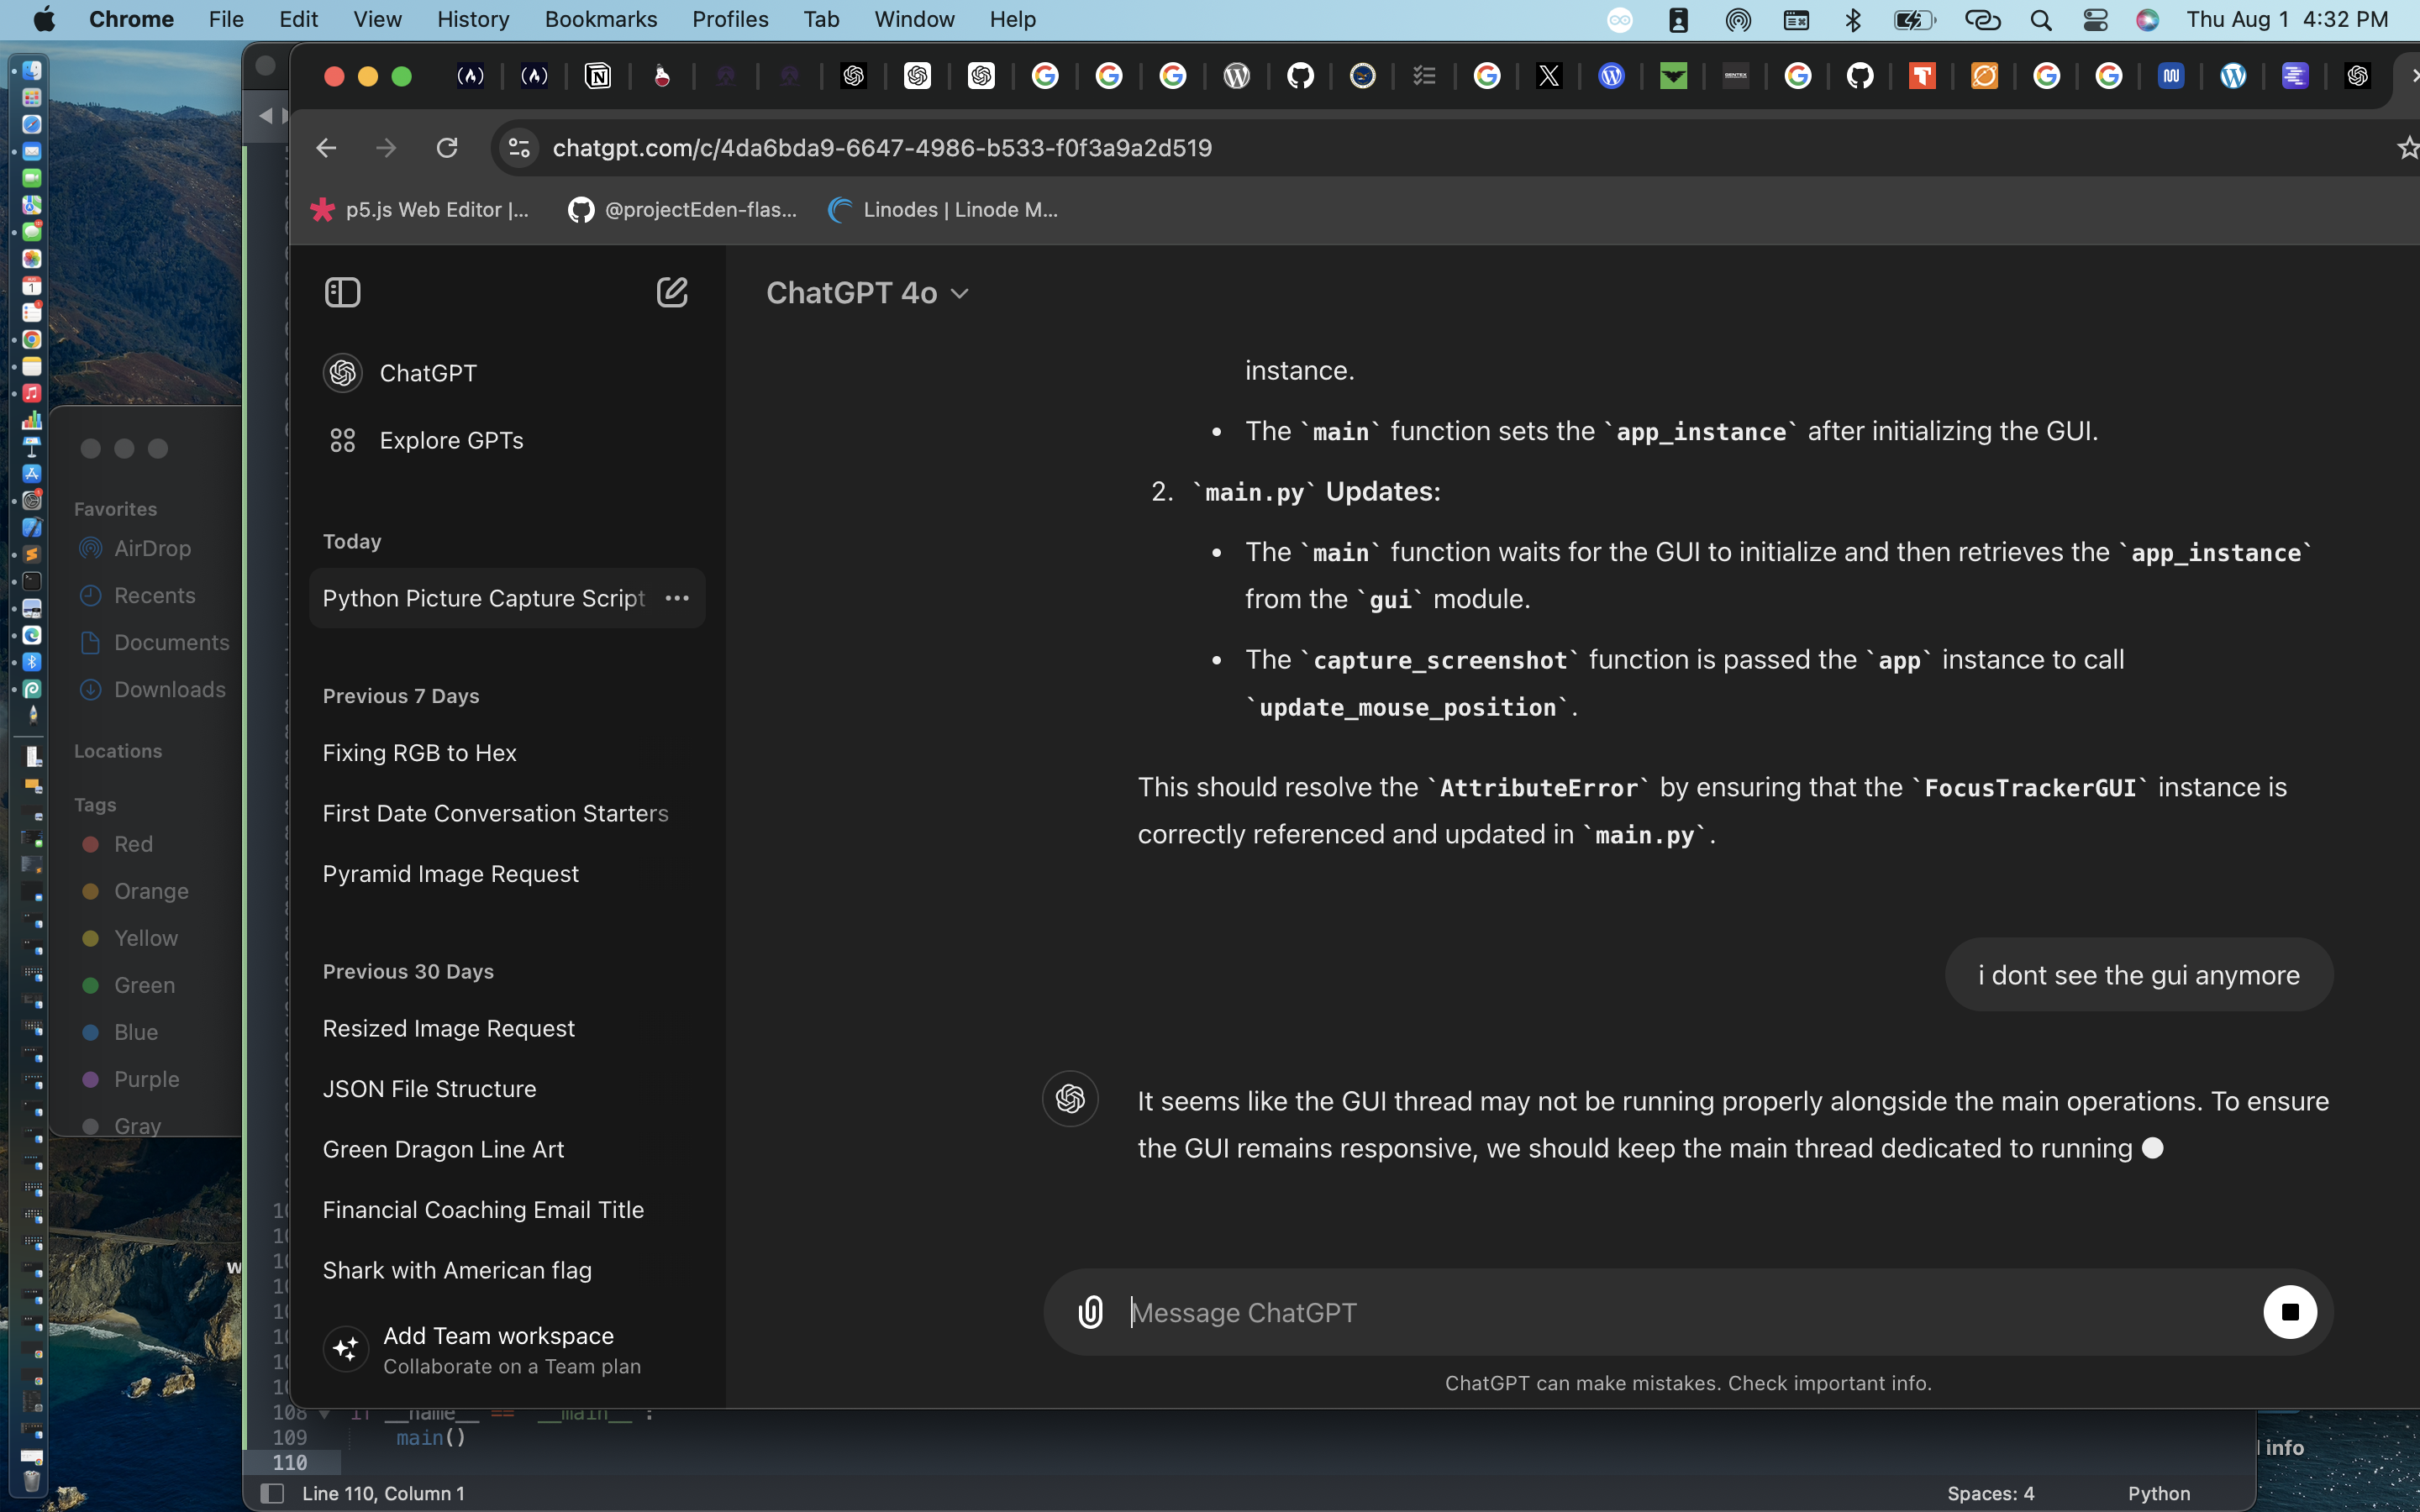 Chrome File Edit View History Bookmarks Profiles Tab Window Help Thu Aug 1 4:32 PM
chatgpt.com/c/4da6bda9-6647-4986-b533-f0f3a9a2d519
p5.js Web Editor |... @projectEden-flas... Linodes | Linode M...
ChatGPT 4o
ChatGPT
Explore GPTs
Today
Python Picture Capture Script
Previous 7 Days
Fixing RGB to Hex
First Date Conversation Starters
Pyramid Image Request
Previous 30 Days
Resized Image Request
JSON File Structure
Green Dragon Line Art
Financial Coaching Email Title
Shark with American flag
Add Team workspace
Collaborate on a Team plan
instance.
• The `main` function sets the `app_instance` after initializing the GUI.
2. `main.py` Updates:
• The `main` function waits for the GUI to initialize and then retrieves the `app_instance`
from the `gui` module.
• The `capture_screenshot` function is passed the `app` instance to call
`update_mouse_position`.
This should resolve the `AttributeError` by ensuring that the `FocusTrackerGUI` instance is
correctly referenced and updated in `main.py`.
i dont see the gui anymore
It seems like the GUI thread may not be running properly alongside the main operations. To ensure
the GUI remains responsive, we should keep the main thread dedicated to running
Message ChatGPT
ChatGPT can make mistakes. Check important info.
Favorites
AirDrop
Recents
Documents
Downloads
Locations
Tags
Red
Orange
Yellow
Green
Blue
Purple
Gray
108 if __name__ == "__main__":
109 main()
110
info
Line 110, Column 1 Spaces: 4 Python